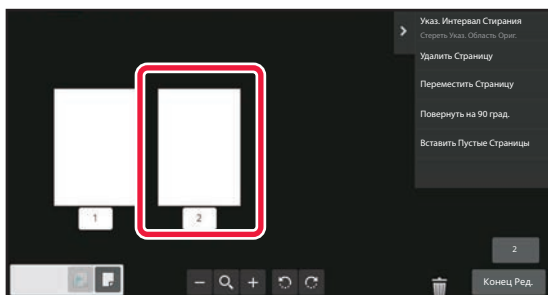 Указ. Интервал Стирания
Стереть Указ. Область Ориг.
Удалить Страницу
Переместить Страницу
Повернуть на 90 град.
Вставить Пустые Страницы
1
2
2
Конец Ред.